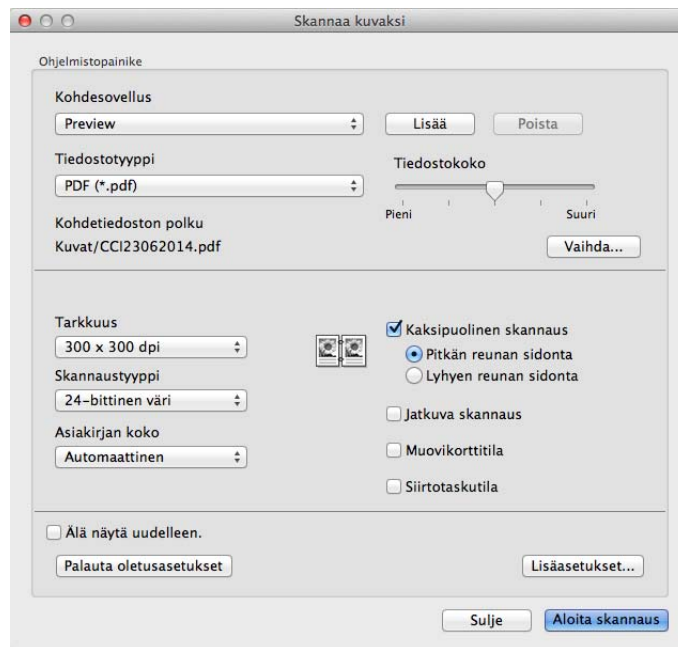 Skannaa kuvaksi
Ohjelmistopainike
Kohdesovellus
Preview
Lisää
Poista
Tiedostotyyppi
Tiedostokoko
PDF (*.pdf)
Pieni
Suuri
Kohdetiedoston polku
Kuvat/CCI23062014.pdf
Vaihda...
Tarkkuus
300 x 300 dpi
Skannaustyyppi
24-bittinen väri
Asiakirjan koko
Automaattinen
Kaksipuolinen skannaus
Pitkän reunan sidonta
Lyhyen reunan sidonta
Jatkuva skannaus
Muovikorttitila
Siirtotaskutila
Älä näytä uudelleen.
Palauta oletusasetukset
Lisäasetukset...
Sulje
Aloita skannaus